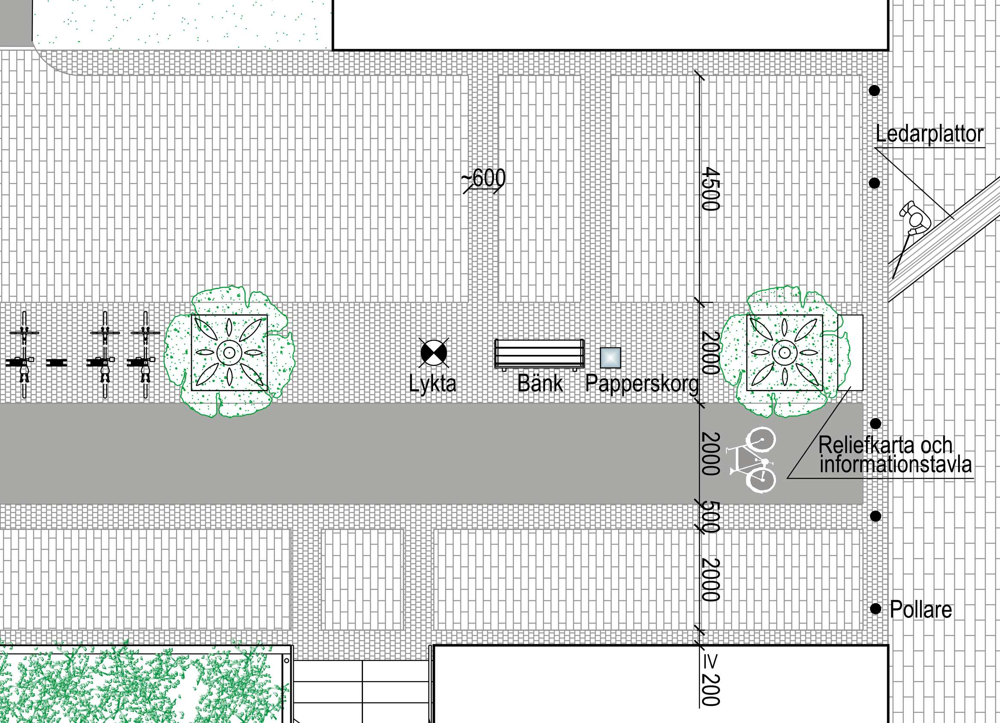 Ledarplattor
~600
4500
2000
Lykta
Bänk
Papperskorg
2000
Reliefkarta och
informationstavla
500
2000
Pollare
≥ 200